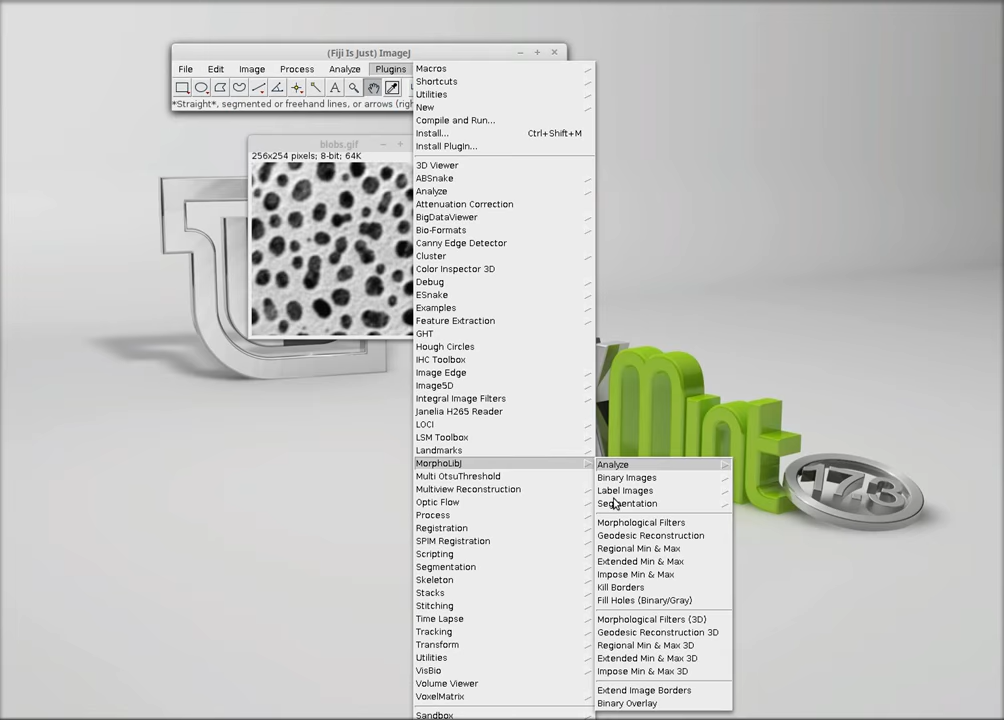 (Fiji Is Just) ImageJ
File Edit Image Process Analyze Plugins
*Straight*, segmented or freehand lines, or arrows (righ
blobs.gif
256x254 pixels; 8-bit; 64K
Macros
Shortcuts
Utilities
New
Compile and Run...
Install... Ctrl+Shift+M
Install PlugIn...
3D Viewer
ABSnake
Analyze
Attenuation Correction
BigDataViewer
Bio-Formats
Canny Edge Detector
Cluster
Color Inspector 3D
Debug
ESnake
Examples
Feature Extraction
GHT
Hough Circles
IHC Toolbox
Image Edge
Image5D
Integral Image Filters
Janelia H265 Reader
LOCI
LSM Toolbox
Landmarks
MorphoLibJ
Multi OtsuThreshold
Multiview Reconstruction
Optic Flow
Process
Registration
SPIM Registration
Scripting
Segmentation
Skeleton
Stacks
Stitching
Time Lapse
Tracking
Transform
Utilities
VisBio
Volume Viewer
VoxelMatrix
Sandbox
Analyze
Binary Images
Label Images
Segmentation
Morphological Filters
Geodesic Reconstruction
Regional Min & Max
Extended Min & Max
Impose Min & Max
Kill Borders
Fill Holes (Binary/Gray)
Morphological Filters (3D)
Geodesic Reconstruction 3D
Regional Min & Max 3D
Extended Min & Max 3D
Impose Min & Max 3D
Extend Image Borders
Binary Overlay
Mint
17.3